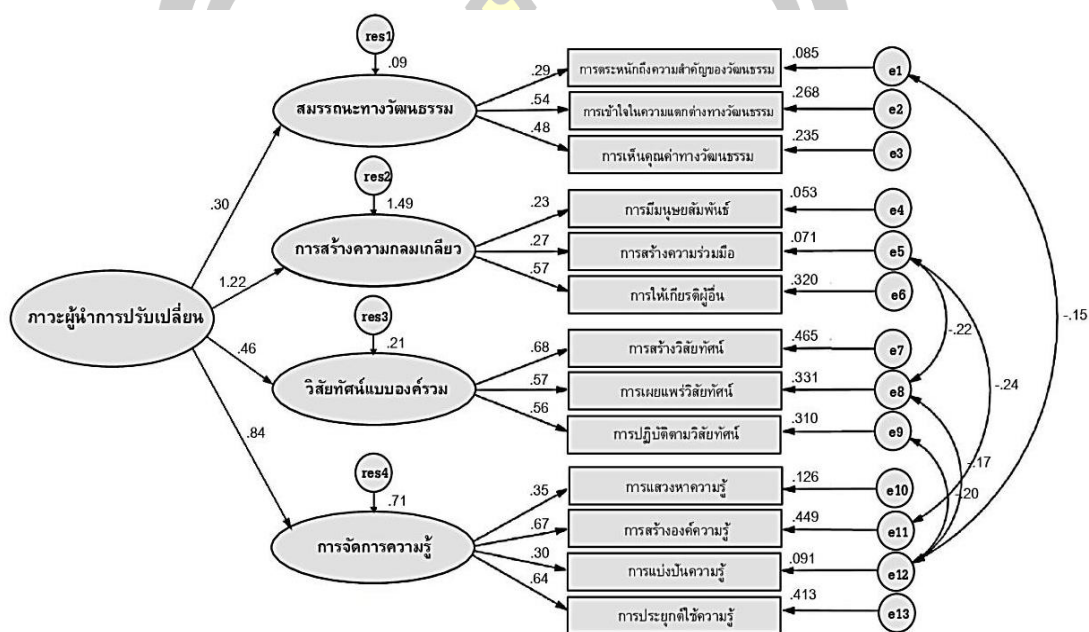 res1
.09
สมรรถนะทางวัฒนธรรม
.29
การตระหนักถึงความสำคัญของวัฒนธรรม
.085
e1
.54
การเข้าใจในความแตกต่างทางวัฒนธรรม
.268
e2
.48
การเห็นคุณค่าทางวัฒนธรรม
.235
e3
.30
res2
1.49
การสร้างความกลมเกลียว
.23
การมีมนุษยสัมพันธ์
.053
e4
.27
การสร้างความร่วมมือ
.071
e5
.57
การให้เกียรติผู้อื่น
.320
e6
1.22
ภาวะผู้นำการปรับเปลี่ยน
-.15
-.22
-.24
res3
.21
.46
วิสัยทัศน์แบบองค์รวม
.68
การสร้างวิสัยทัศน์
.465
e7
.57
การเผยแพร่วิสัยทัศน์
.331
e8
.56
การปฏิบัติตามวิสัยทัศน์
.310
e9
.84
-.17
-.20
res4
.71
การจัดการความรู้
.35
การแสวงหาความรู้
.126
e10
.67
การสร้างองค์ความรู้
.449
e11
.30
การแบ่งปันความรู้
.091
e12
.64
การประยุกต์ใช้ความรู้
.413
e13